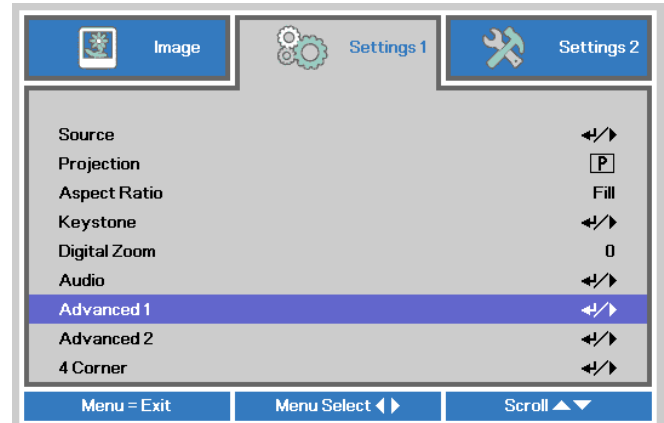 Image
Settings 1
Settings 2
Source
Projection P
Aspect Ratio Fill
Keystone
Digital Zoom 0
Audio
Advanced 1
Advanced 2
4 Corner
Menu = Exit
Menu Select
Scroll